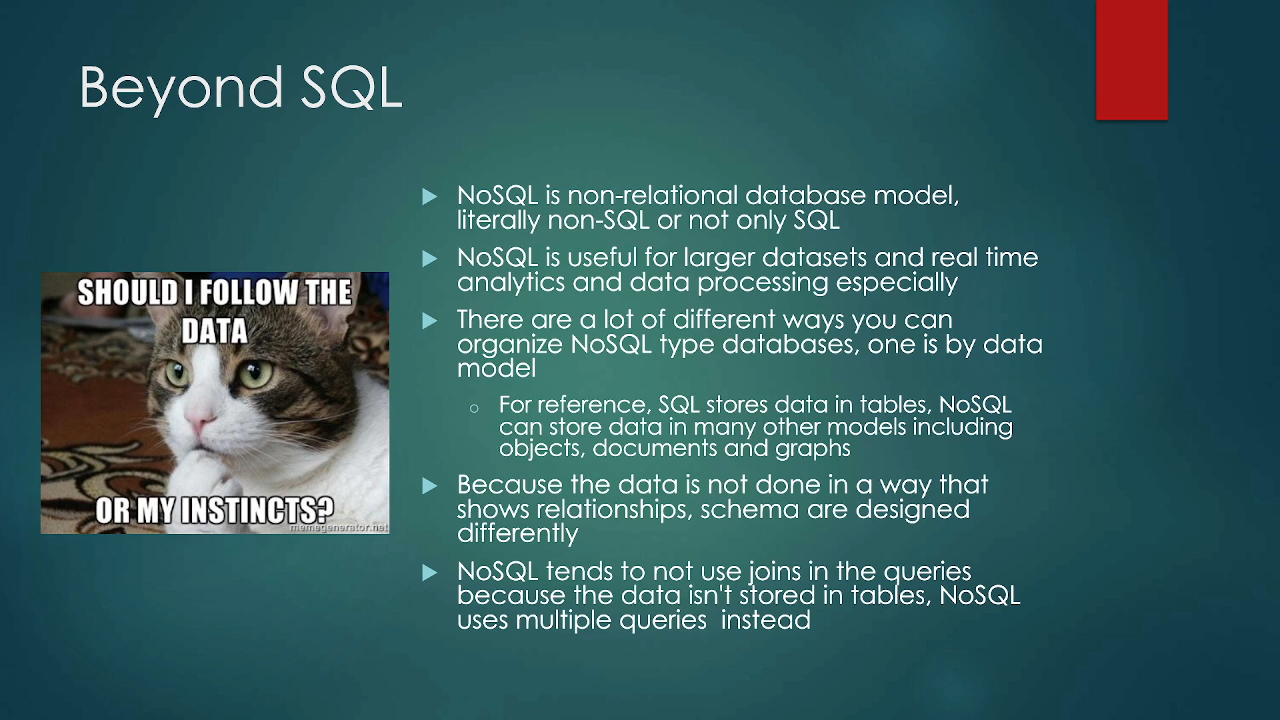 Beyond SQL
SHOULD I FOLLOW THE
DATA
OR MY INSTINCTS?
memegenerator.net
NoSQL is non-relational database model,
literally non-SQL or not only SQL
NoSQL is useful for larger datasets and real time
analytics and data processing especially
There are a lot of different ways you can
organize NoSQL type databases, one is by data
model
For reference, SQL stores data in tables, NoSQL
can store data in many other models including
objects, documents and graphs
Because the data is not done in a way that
shows relationships, schema are designed
differently
NoSQL tends to not use joins in the queries
because the data isn't stored in tables, NoSQL
uses multiple queries  instead